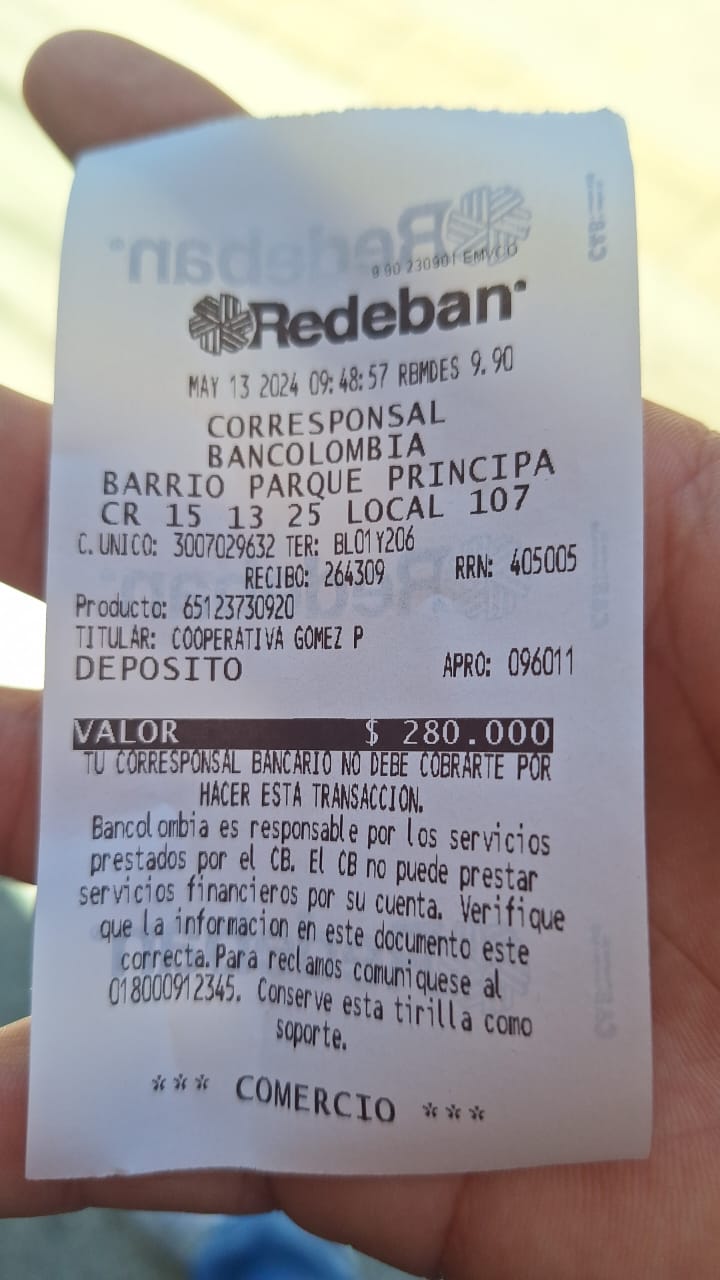 9.90 230901 EMVCO
Redeban
MAY 13 2024 09:48:57 RBMDES 9.90
CORRESPONSAL
BANCOLOMBIA
BARRIO PARQUE PRINCIPA
CR 15 13 25 LOCAL 107
C. UNICO: 3007029632 TER: BL01Y206
RECIBO: 264309 RRN: 405005
Producto: 65123730920
TITULAR: COOPERATIVA GOMEZ P
DEPOSITO APRO: 096011
VALOR $ 280.000
TU CORRESPONSAL BANCARIO NO DEBE COBRARTE POR
HACER ESTA TRANSACCION.
Bancolombia es responsable por los servicios
prestados por el CB. El CB no puede prestar
servicios financieros por su cuenta. Verifique
que la informacion en este documento este
correcta. Para reclamos comuniquese al
018000912345. Conserve esta tirilla como
soporte.
*** COMERCIO ***